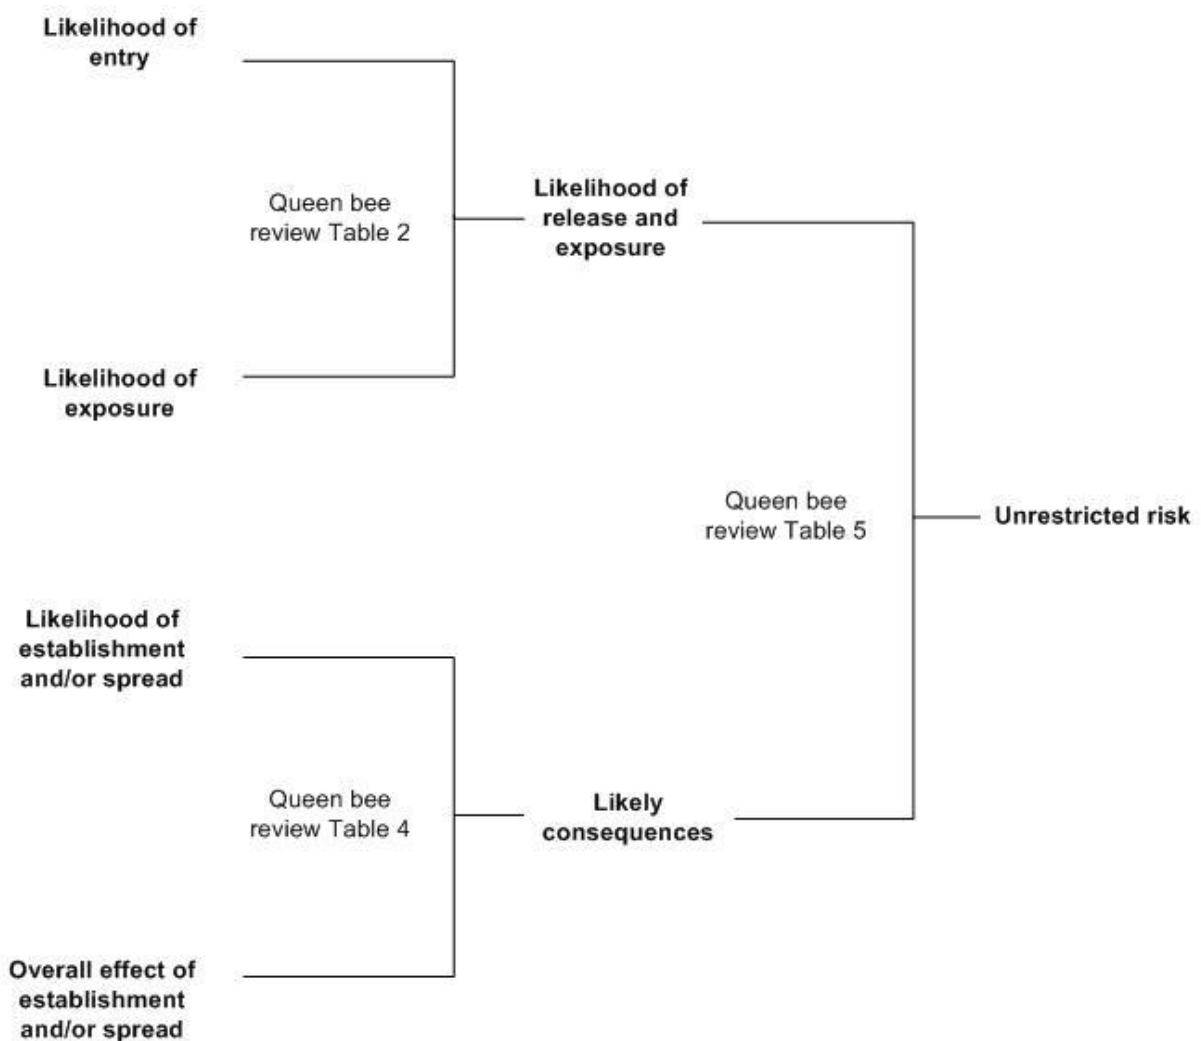 Likelihood of
entry
Queen bee
review Table 2
Likelihood of
release and
exposure
Likelihood of
exposure
Queen bee
review Table 5
Unrestricted risk
Likelihood of
establishment
and/or spread
Queen bee
review Table 4
Likely
consequences
Overall effect of
establishment
and/or spread